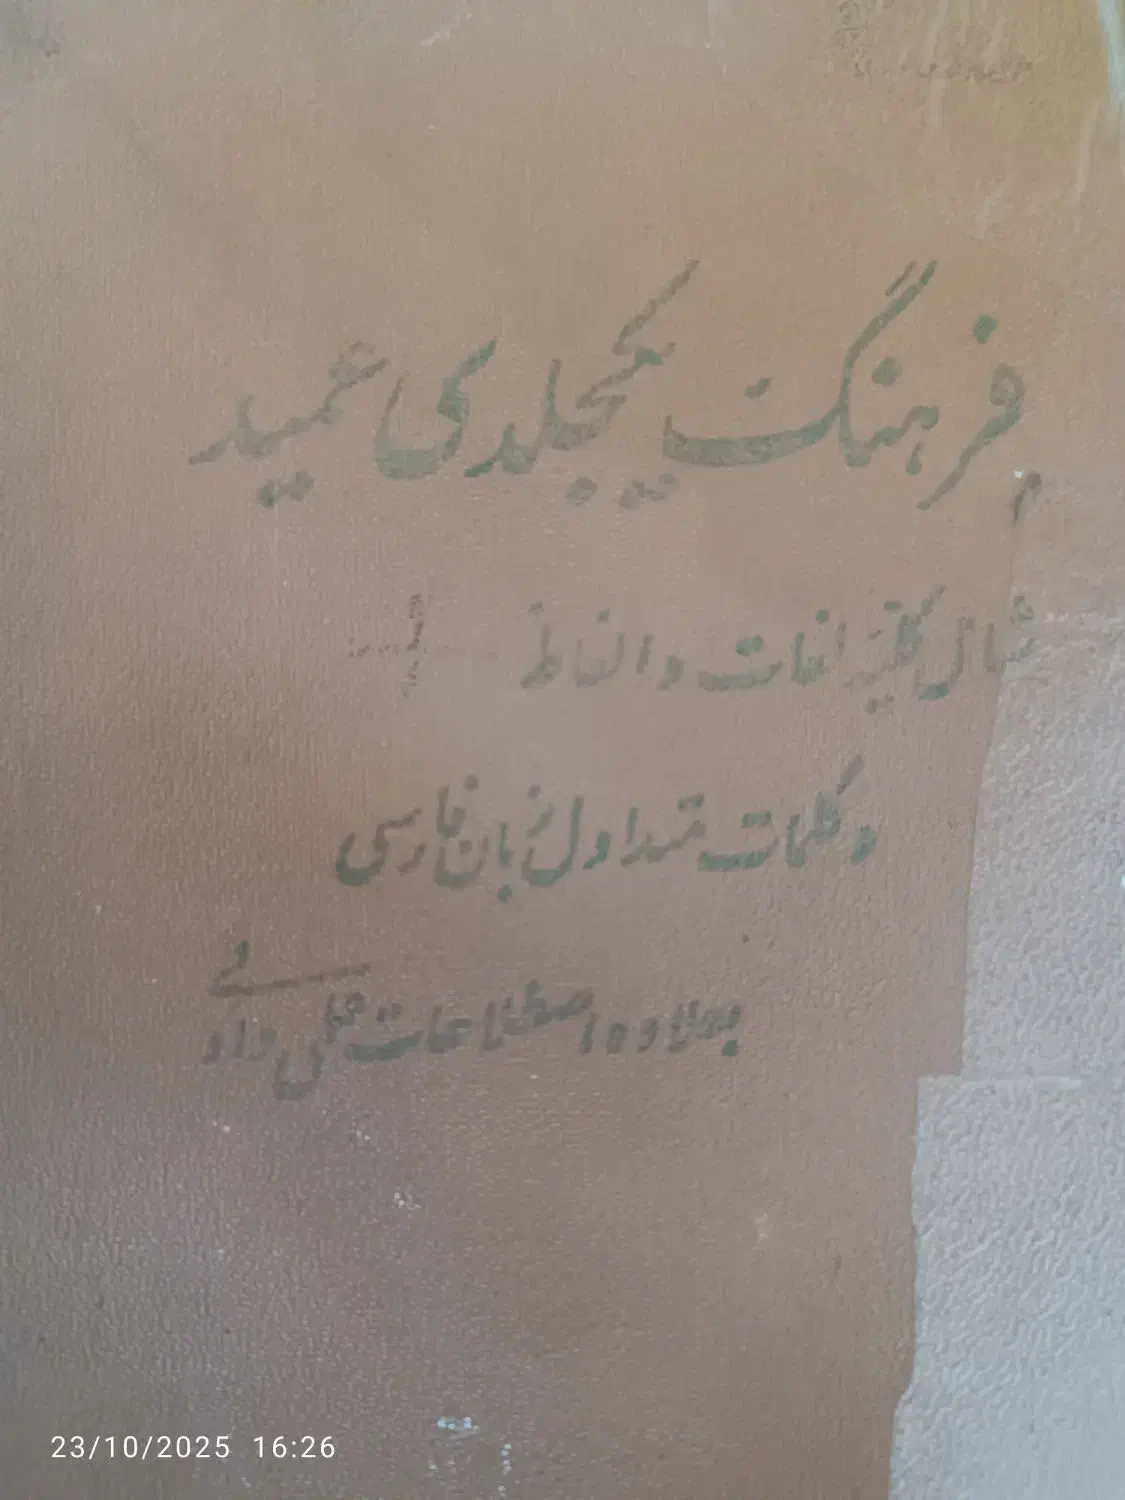 فرهنگ یکجلدی عمید
شامل کلیه لغات و الفاظ
و کلمات متداول زبان فارسی
بعلاوه اصطلاحات علمی و اد
23/10/2025 16:26